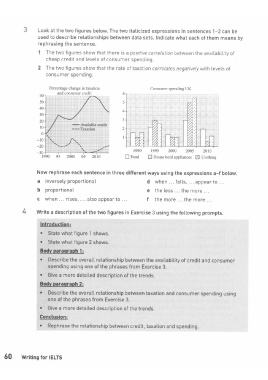 3 Look at the two figures below. The two italicized expressions in sentences 1–2 can be
used to describe relationships between data sets. Indicate what each of them means by
rephrasing the sentence.
1 The two figures show that there is a positive correlation between the availability of
cheap credit and levels of consumer spending.
2 The two figures show that the rate of taxation correlates negatively with levels of
consumer spending.
Percentage change in taxation
and consumer credit
Available credit
Taxation
1990 95 2000 05 2010
Consumer spending UK
1990 1995 2000 2005 2010
Food Home/local appliances Clothing
Now rephrase each sentence in three different ways using the expressions a–f below.
a inversely proportional
b proportional
c when ... rises, ... also appear to ...
d when ... falls, ... appear to ...
e the less ... the more ...
f the more ... the more ...
4 Write a description of the two figures in Exercise 3 using the following prompts.
Introduction:
• State what figure 1 shows.
• State what figure 2 shows.
Body paragraph 1:
• Describe the overall relationship between the availability of credit and consumer
spending using one of the phrases from Exercise 3.
• Give a more detailed description of the trends.
Body paragraph 2:
• Describe the overall relationship between taxation and consumer spending using
one of the phrases from Exercise 3.
• Give a more detailed description of the trends.
Conclusion:
• Rephrase the relationship between credit, taxation and spending.
60 Writing for IELTS